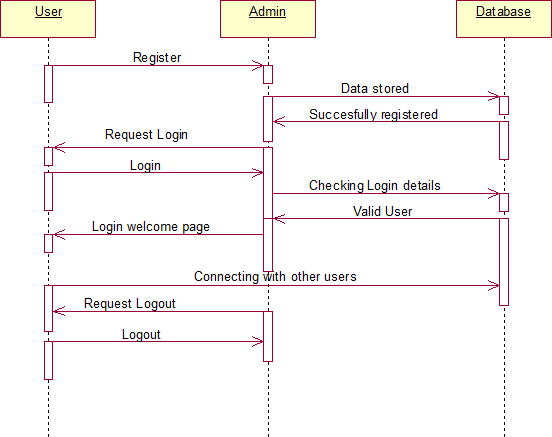 User
Admin
Database
Register
Data stored
Succesfully registered
Request Login
Login
Checking Login details
Valid User
Login welcome page
Connecting with other users
Request Logout
Logout